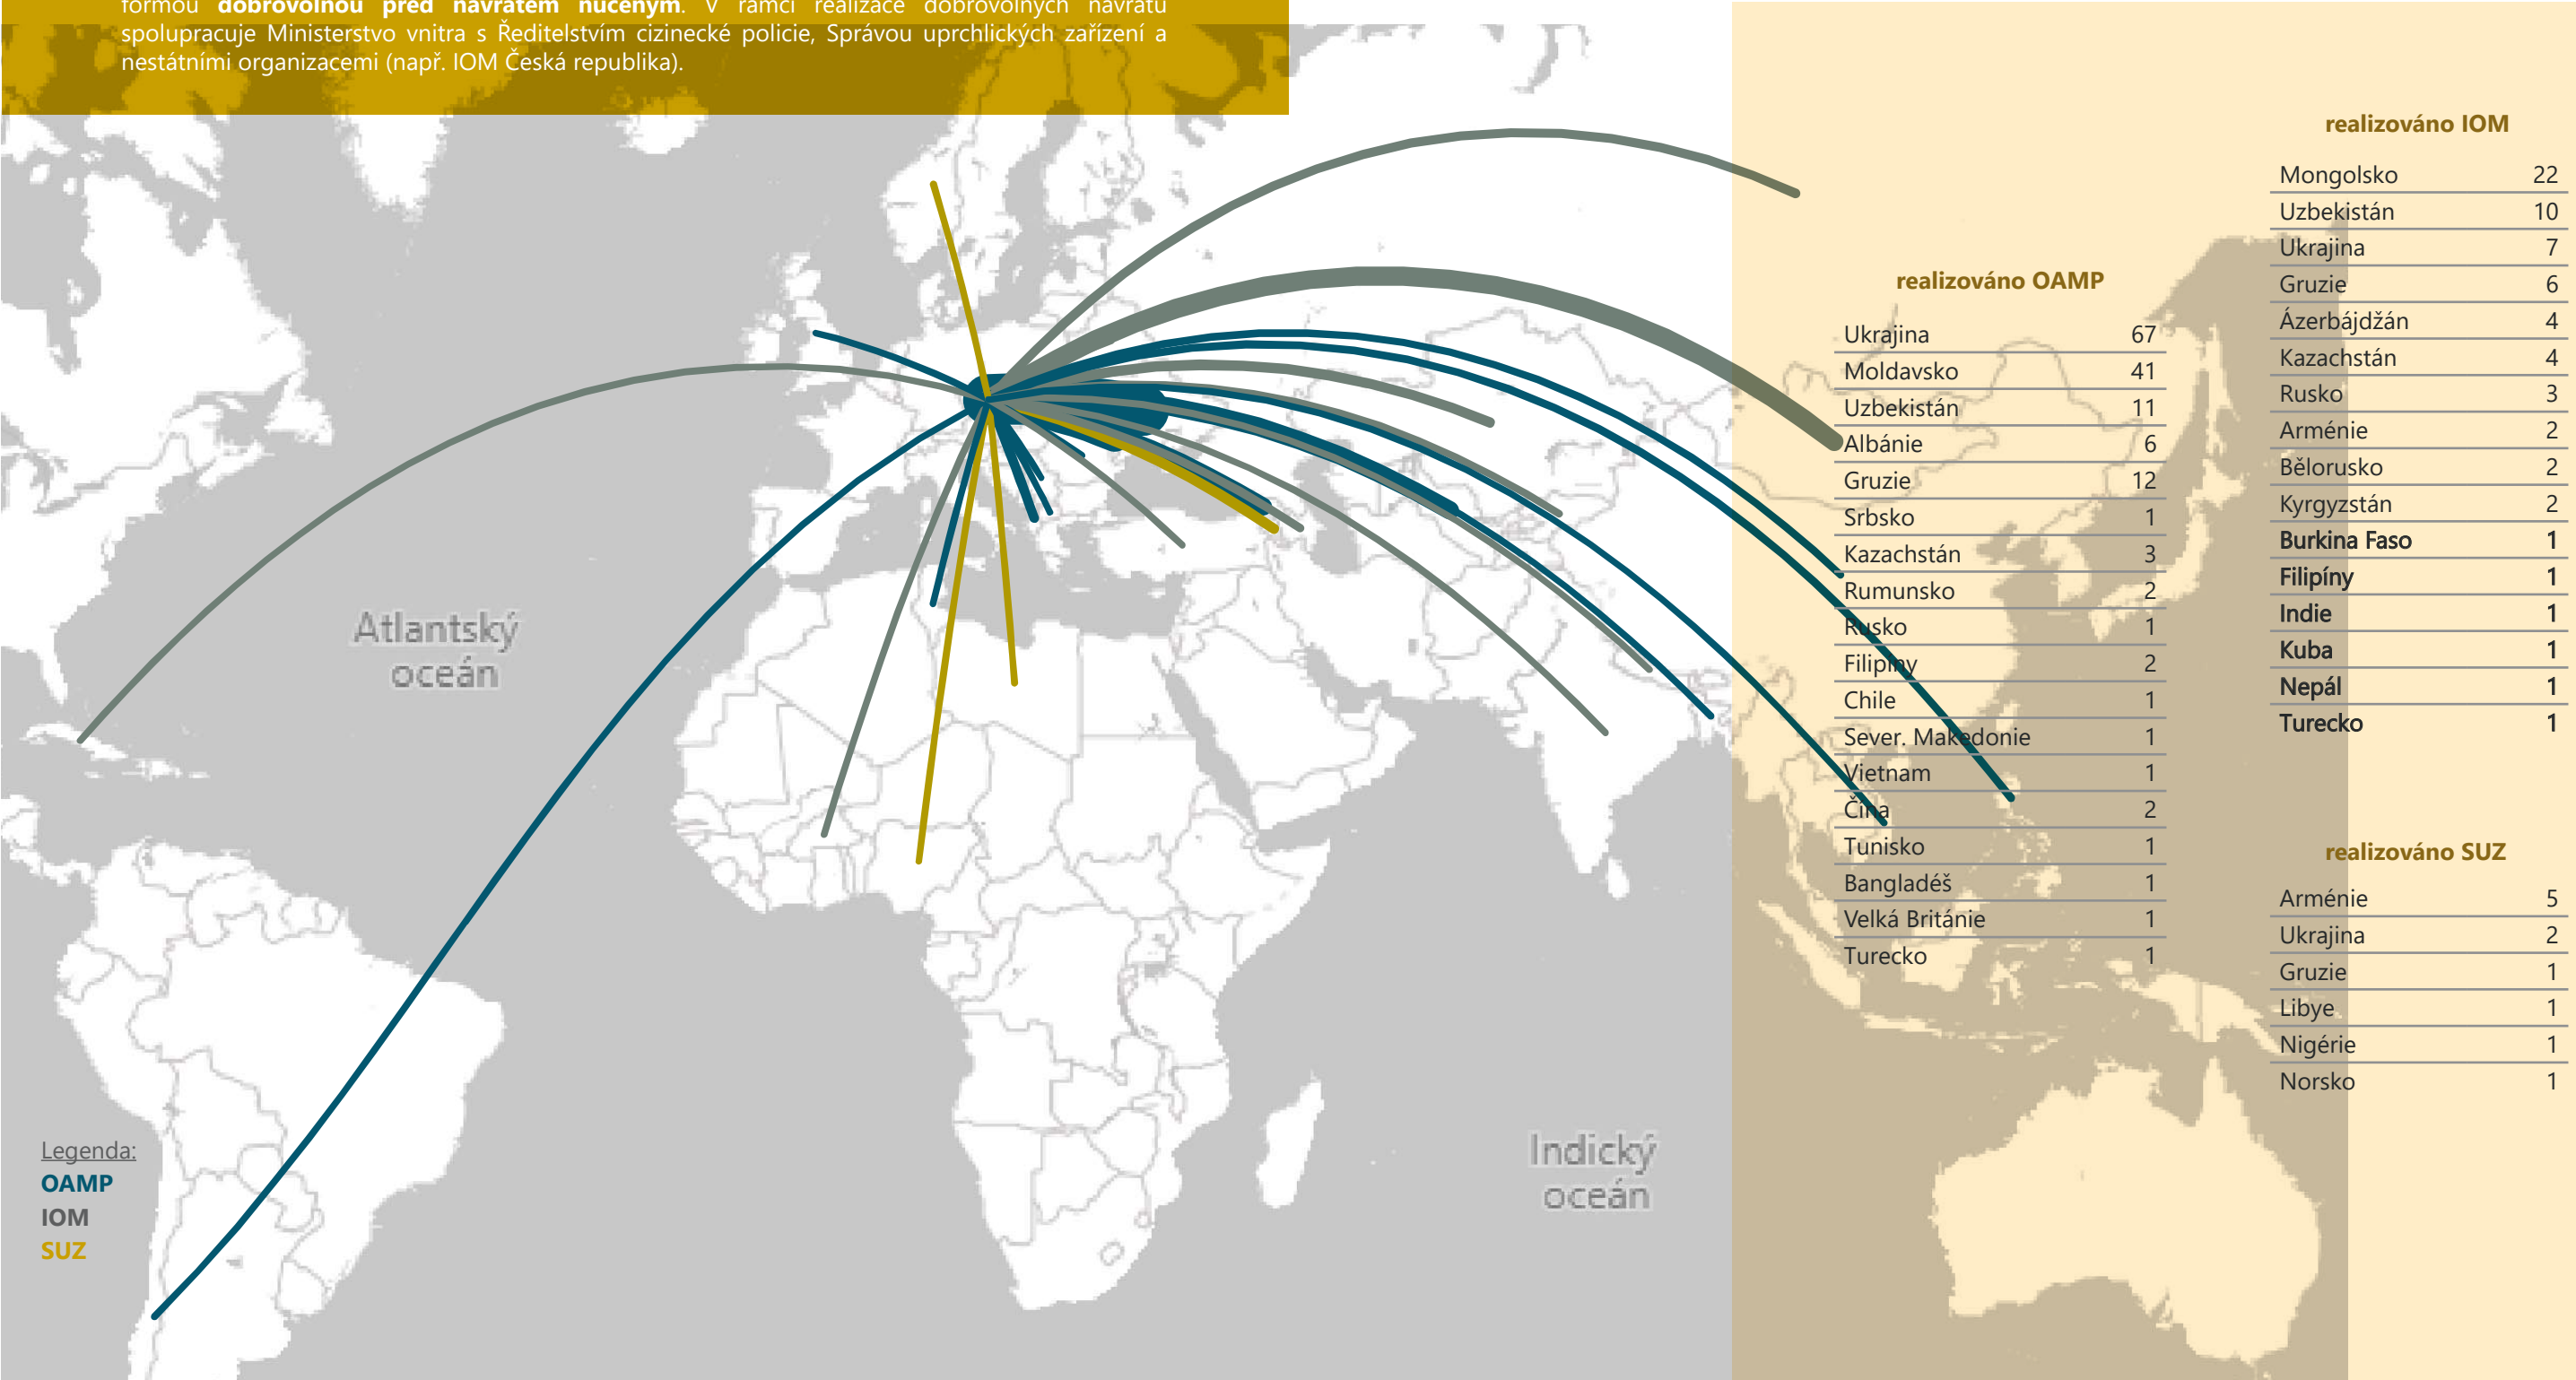 formou dobrovolnou před návratem nuceným. V rámci realizace dobrovolných návratů
spolupracuje Ministerstvo vnitra s Ředitelstvím cizinecké policie, Správou uprchlických zařízení a
nestátními organizacemi (např. IOM Česká republika).
Atlantský
oceán
Indický
oceán
Legenda:
OAMP
IOM
SUZ
realizováno OAMP
Ukrajina 67
Moldavsko 41
Uzbekistán 11
Albánie 6
Gruzie 12
Srbsko 1
Kazachstán 3
Rumunsko 2
Rusko 1
Filipíny 2
Chile 1
Sever. Makedonie 1
Vietnam 1
Čína 2
Tunisko 1
Bangladéš 1
Velká Británie 1
Turecko 1
realizováno IOM
Mongolsko 22
Uzbekistán 10
Ukrajina 7
Gruzie 6
Ázerbájdžán 4
Kazachstán 4
Rusko 3
Arménie 2
Bělorusko 2
Kyrgyzstán 2
Burkina Faso 1
Filipíny 1
Indie 1
Kuba 1
Nepál 1
Turecko 1
realizováno SUZ
Arménie 5
Ukrajina 2
Gruzie 1
Libye 1
Nigérie 1
Norsko 1